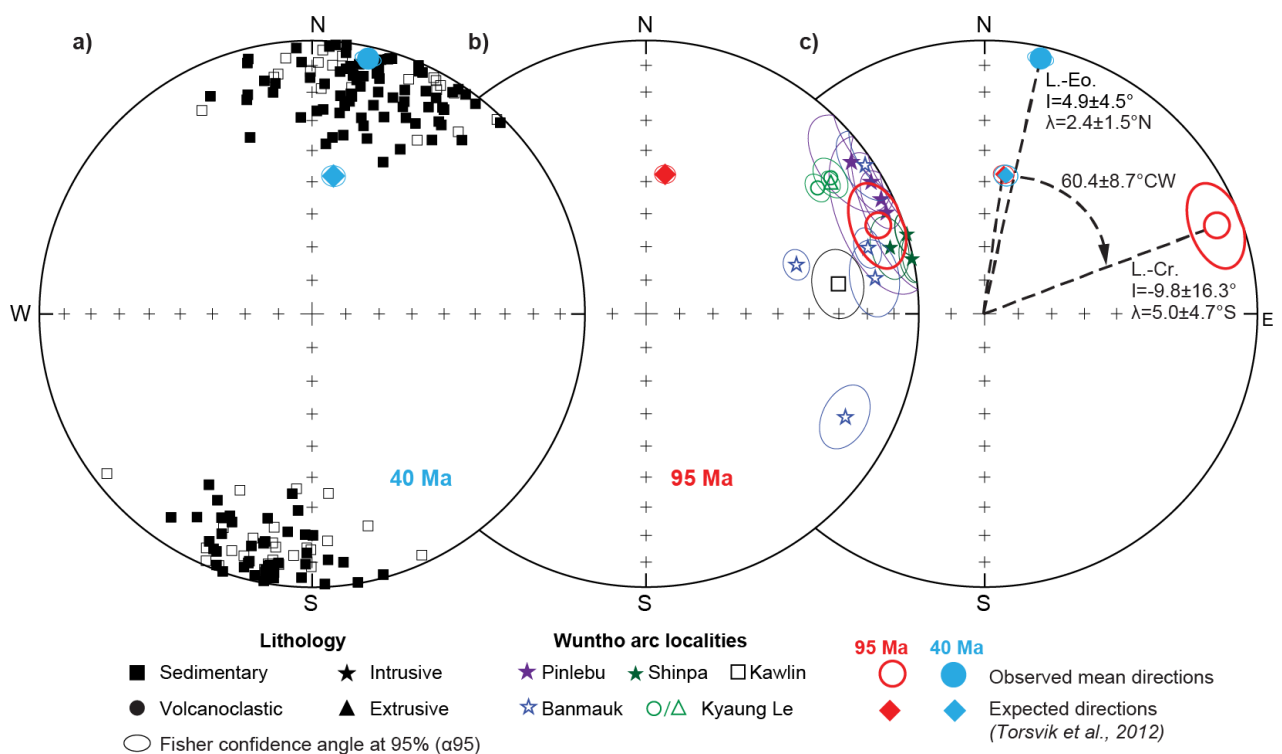 a)
N
b)
N
c)
N
L.-Eo.
I=4.9±4.5°
λ=2.4±1.5°N
60.4±8.7°CW
L.-Cr.
I=-9.8±16.3°
λ=5.0±4.7°S
W
E
40 Ma
95 Ma
S
S
S
Lithology
Sedimentary
Intrusive
Volcanoclastic
Extrusive
Fisher confidence angle at 95% (α95)
Wuntho arc localities
Pinlebu
Shinpa
Kawlin
Banmauk
/
Kyaung Le
95 Ma
40 Ma
Observed mean directions
Expected directions
(Torsvik et al., 2012)